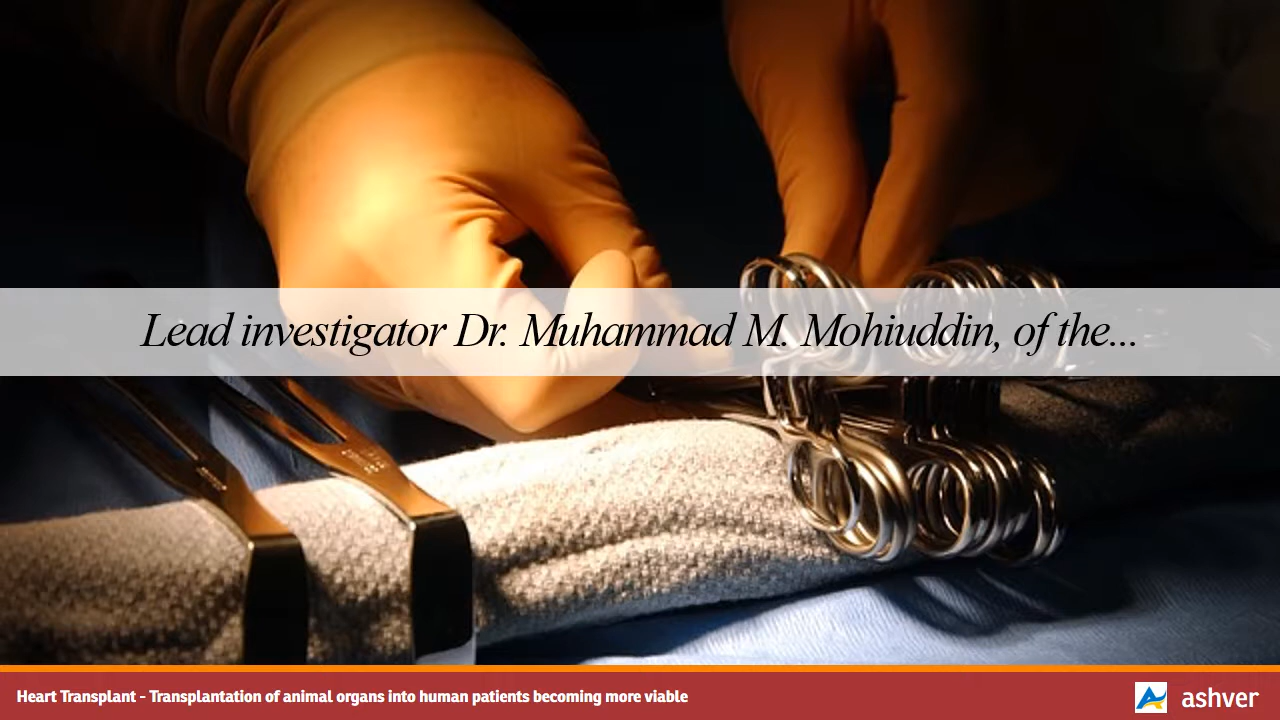 Lead investigator Dr. Muhammad M. Mohiuddin, of the...
Heart Transplant - Transplantation of animal organs into human patients becoming more viable
ashver